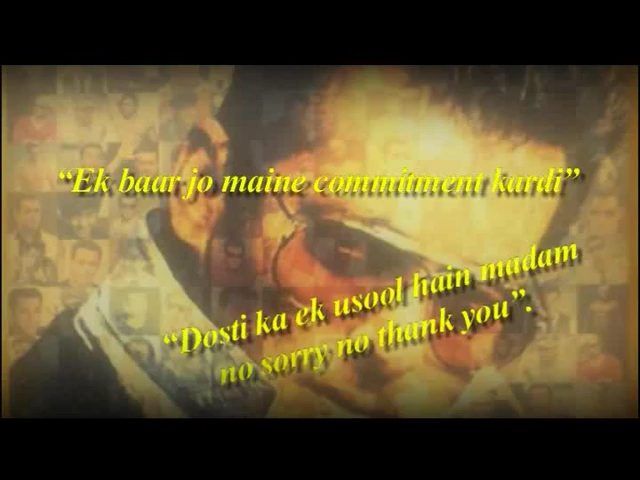 “Ek baar jo maine commitment kardi”
“Dosti ka ek usool hain madam
no sorry no thank you”.